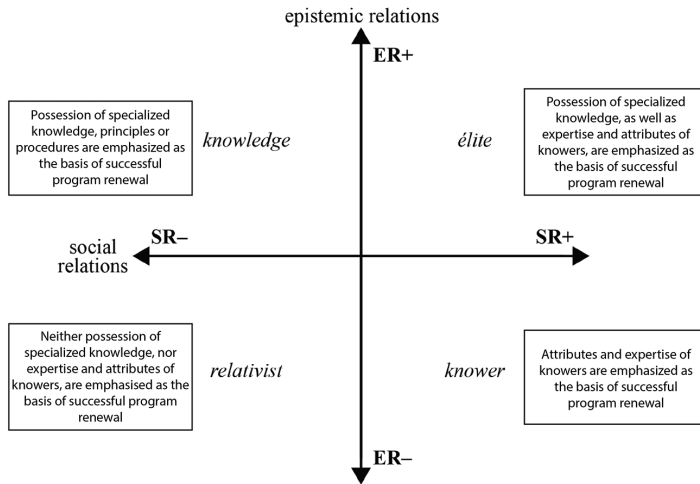 epistemic relations
ER+
Possession of specialized
knowledge, principles or
procedures are emphasized as
the basis of successful
program renewal
knowledge
élite
Possession of specialized
knowledge, as well as
expertise and attributes of
knowers, are emphasized as
the basis of successful
program renewal
SR–
SR+
social
relations
Neither possession of
specialized knowledge, nor
expertise and attributes of
knowers, are emphasised as the
basis of successful program
renewal
relativist
knower
Attributes and expertise of
knowers are emphasized as
the basis of successful
program renewal
ER–